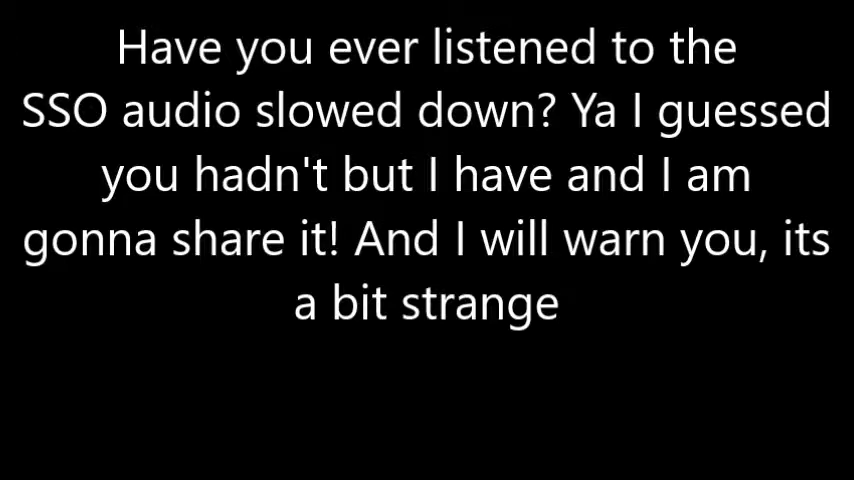 Have you ever listened to the
SSO audio slowed down? Ya I guessed
you hadn't but I have and I am
gonna share it! And I will warn you, its
a bit strange